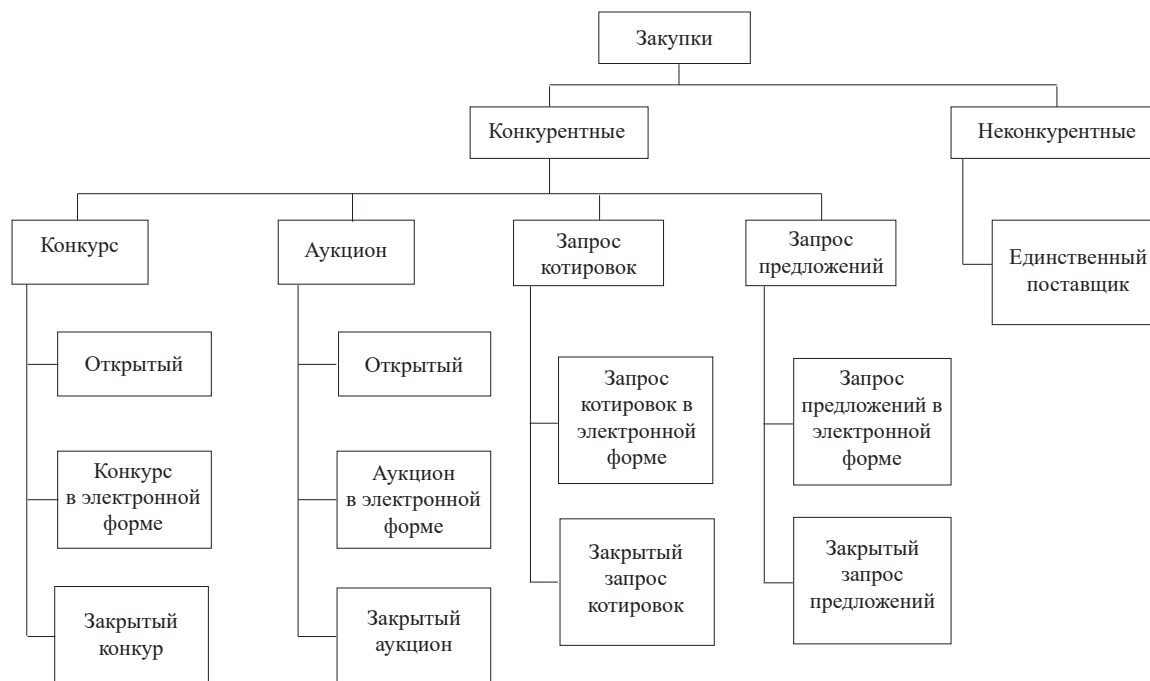 Закупки
Конкурентные
Неконкурентные
Конкурс
Аукцион
Запрос
котировок
Запрос
предложений
Единственный
поставщик
Открытый
Открытый
Запрос
котировок в
электронной
форме
Запрос
предложений в
электронной
форме
Конкурс
в электронной
форме
Аукцион
в электронной
форме
Закрытый
запрос
котировок
Закрытый
запрос
предложений
Закрытый
конкур
Закрытый
аукцион